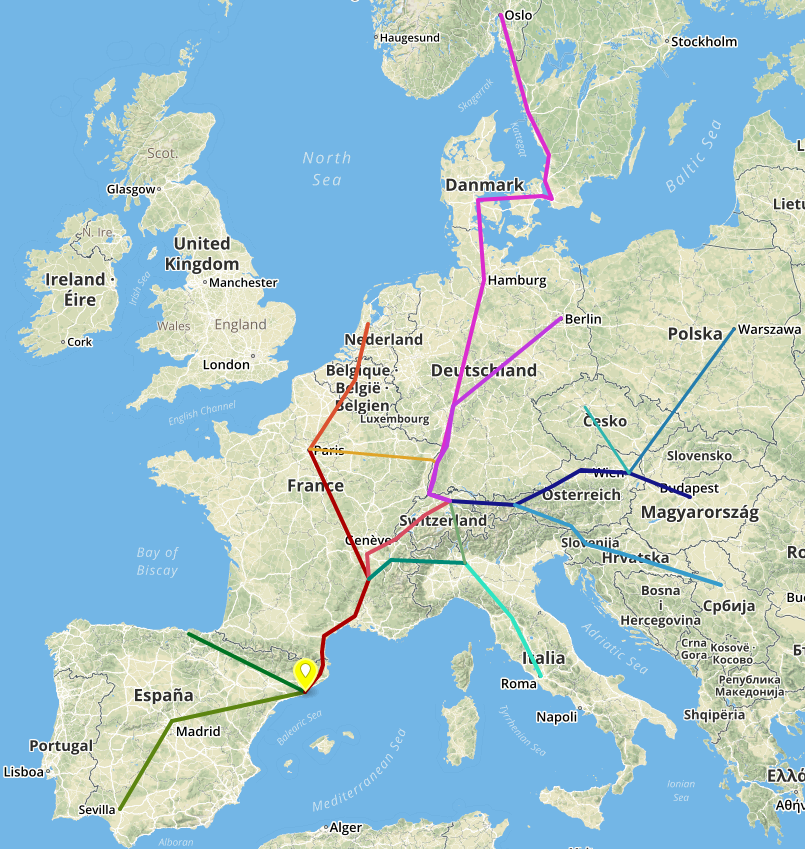 Oslo
Haugesund
Stockholm
Skagerrak
Kattegat
Baltic Sea
North
Sea
Scot.
Glasgow
Danmark
L
Lietu
N. Ire.
United
Kingdom
Ireland
Éire
Irish Sea
Manchester
Hamburg
Cork
Wales
England
London
Nederland
Berlin
Polska
Warszawa
Belgique ·
België ·
Belgien
Deutschland
Luxembourg
English Channel
Česko
Paris
Slovensko
Wien
Budapest
France
Österreich
Magyarország
Switzerland
Genève
Slovenija
Hrvatska
Ro
Bay of
Biscay
Bosna
i
Hercegovina
Србија
Buc
Adriatic Sea
Crna
Gora
Kosovë -
Косово
Бъ
Italia
Република
Македонија
Roma
España
Shqipëria
Napoli
Balearic Sea
Tyrrhenian Sea
Madrid
Portugal
Lisboa
Mediterranean Sea
Ionian
Sea
Ελλά
Αθήν
Sevilla
Alger
Alboran